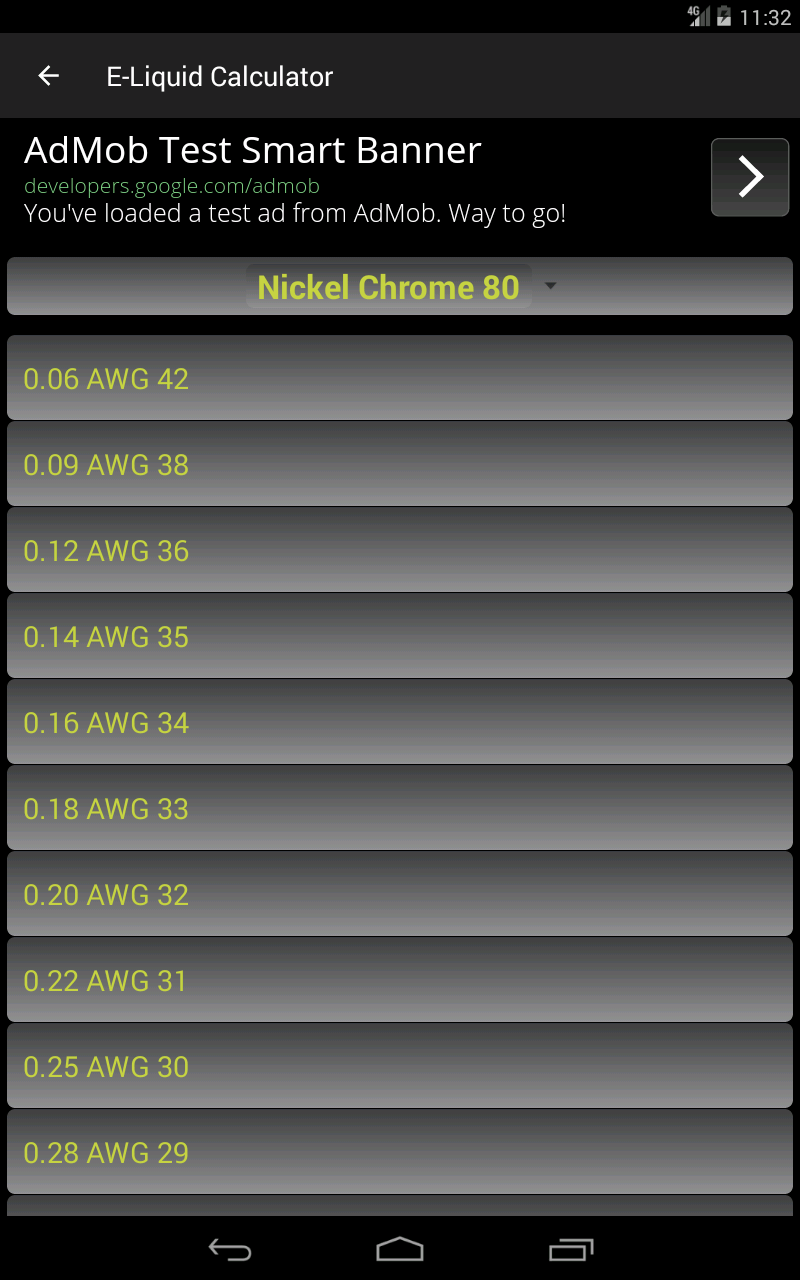 4G 11:32
E-Liquid Calculator
AdMob Test Smart Banner
developers.google.com/admob
You've loaded a test ad from AdMob. Way to go!
Nickel Chrome 80
0.06 AWG 42
0.09 AWG 38
0.12 AWG 36
0.14 AWG 35
0.16 AWG 34
0.18 AWG 33
0.20 AWG 32
0.22 AWG 31
0.25 AWG 30
0.28 AWG 29